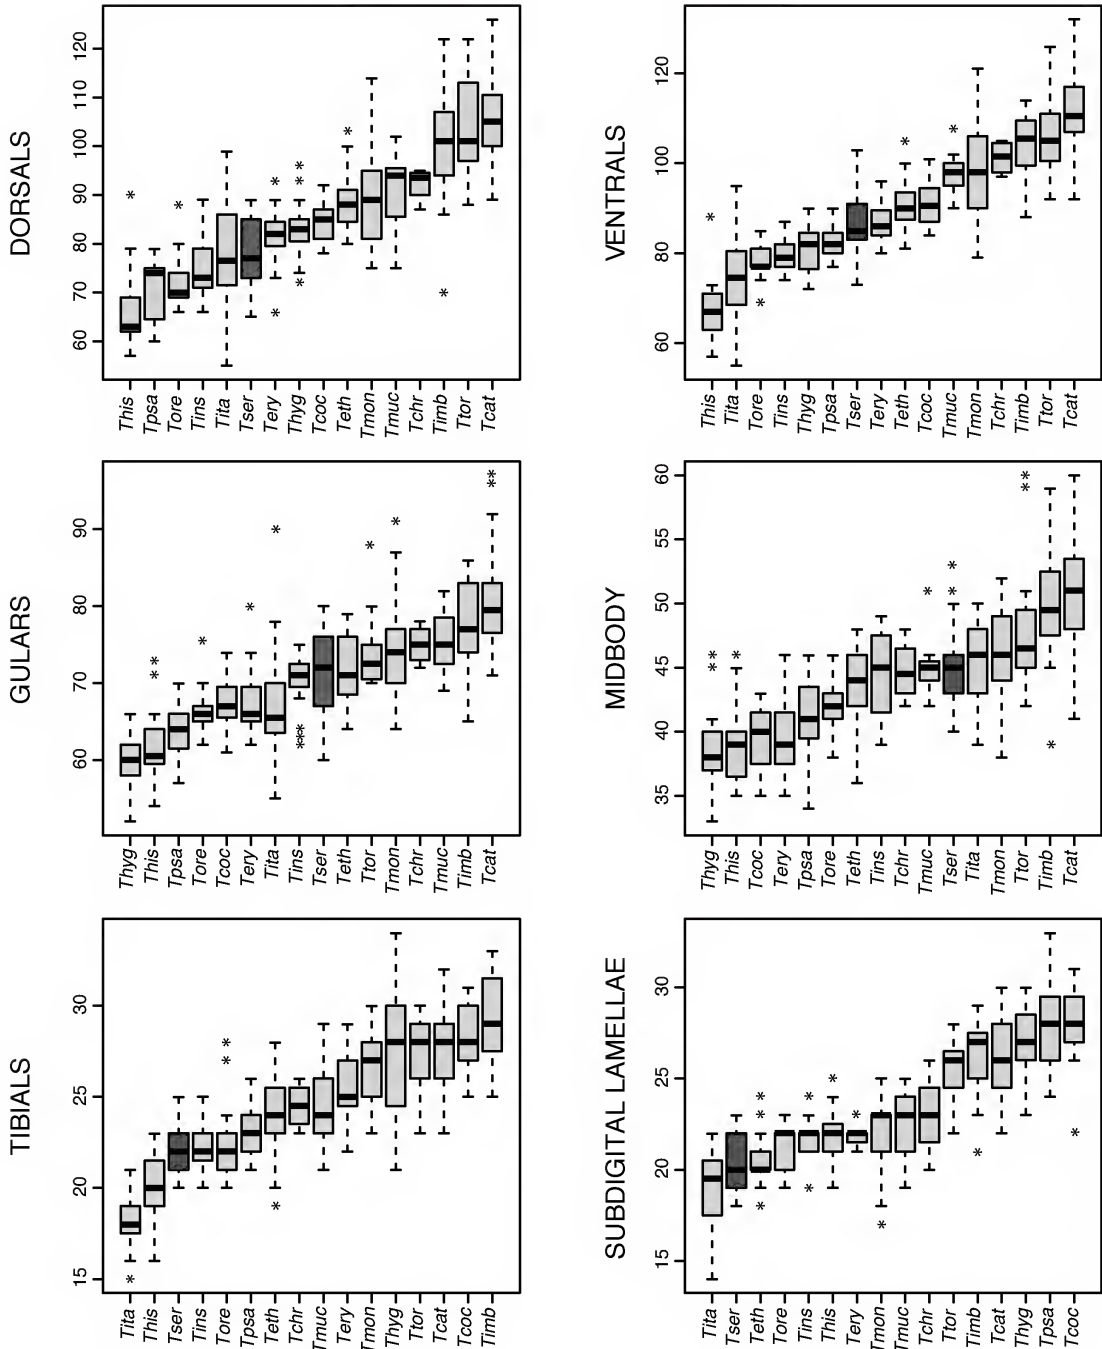 DORSALS
60 70 80 90 100 110 120
This Tpsa Tore Tins Tita Tser Tery Thyg Tcoc Teth Tmon Tmuc Tchr Timb Ttor Tcat
VENTRALS
60 80 100 120
This Tita Tore Tins Tpsa Tser Tery Teth Tcoc Tmuc Tmon Tchr Timb Ttor Tcat
GULARS
60 70 80 90
Thyg This Tpsa Tore Tcoc Tery Tita Tins Tser Teth Ttor Tmon Tchr Tmuc Timb Tcat
MIDBODY
35 40 45 50 55 60
Thyg This Tcoc Tery Tpsa Tore Teth Tins Tchr Tmuc Tser Tita Tmon Ttor Timb Tcat
TIBIALS
15 20 25 30
Tita This Tser Tins Tore Tpsa Teth Tchr Tmuc Tery Tmon Thyg Ttor Tcat Tcoc Timb
SUBDIGITAL LAMELLAE
15 20 25 30
Tita Tser Teth Tore Tins This Tery Tmon Tmuc Tchr Ttor Timb Tcat Thyg Tpsa Tcoc